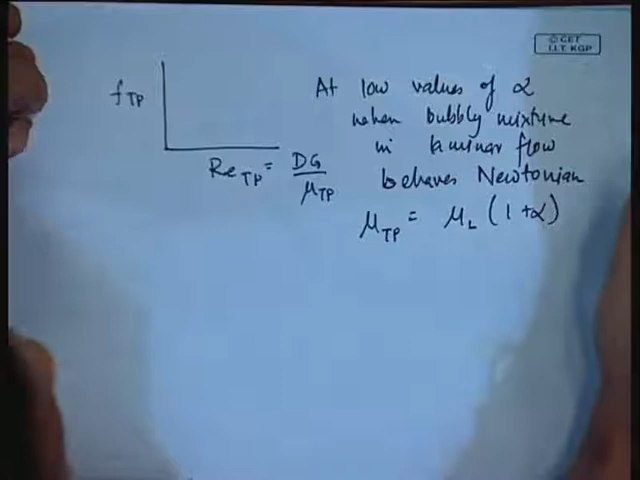 © CET
I.I.T. KGP
f_TP
Re_TP = DG / μ_TP
At low values of α
when bubbly mixture
in laminar flow
behaves Newtonian
μ_TP = μ_L (1+α)